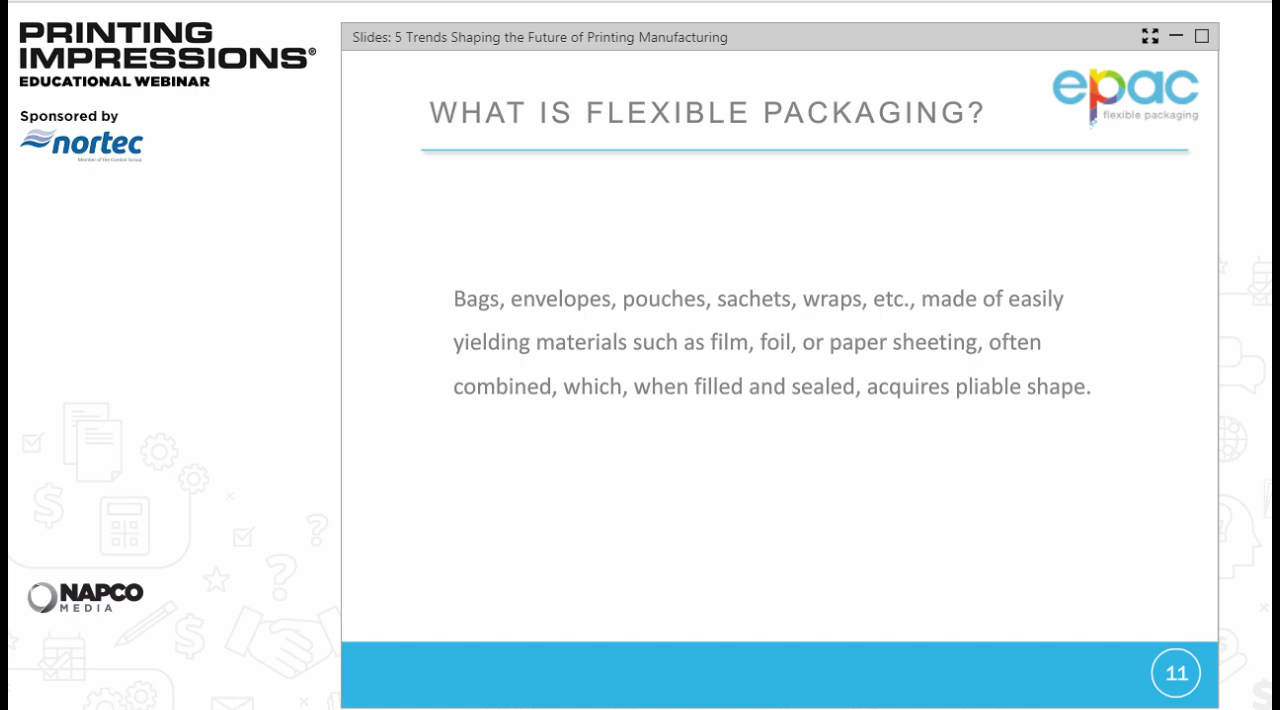 PRINTING
IMPRESSIONS®
EDUCATIONAL WEBINAR
Sponsored by
nortec
Slides: 5 Trends Shaping the Future of Printing Manufacturing
WHAT IS FLEXIBLE PACKAGING?
epac
flexible packaging
Bags, envelopes, pouches, sachets, wraps, etc., made of easily
yielding materials such as film, foil, or paper sheeting, often
combined, which, when filled and sealed, acquires pliable shape.
NAPCO
MEDIA
11